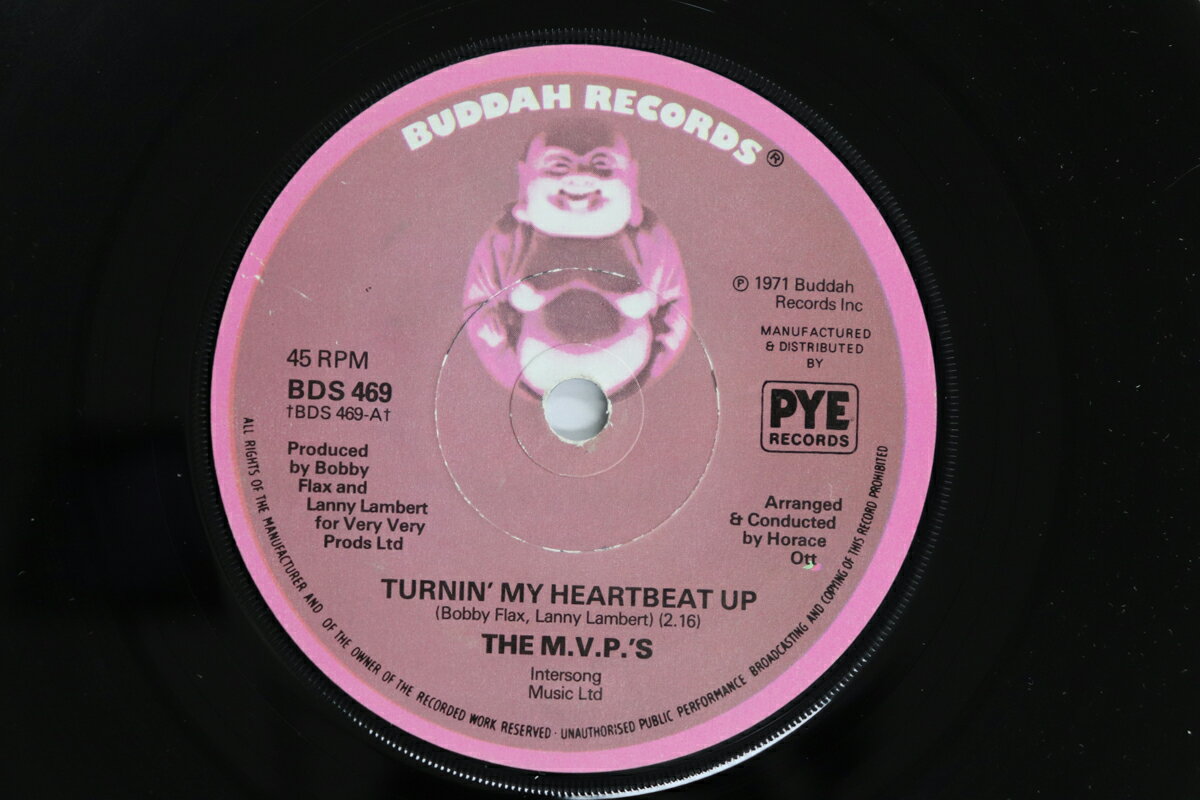 BUDDAH RECORDS ®
℗ 1971 Buddah
Records Inc
MANUFACTURED
& DISTRIBUTED
BY
PYE
RECORDS
45 RPM
BDS 469
†BDS 469-A†
Produced
by Bobby
Flax and
Lanny Lambert
for Very Very
Prods Ltd
Arranged
& Conducted
by Horace
Ott
TURNIN' MY HEARTBEAT UP
(Bobby Flax, Lanny Lambert) (2.16)
THE M.V.P.'S
Intersong
Music Ltd
ALL RIGHTS OF THE MANUFACTURER AND OF THE OWNER OF THE RECORDED WORK RESERVED · UNAUTHORISED PUBLIC PERFORMANCE BROADCASTING AND COPYING OF THIS RECORD PROHIBITED